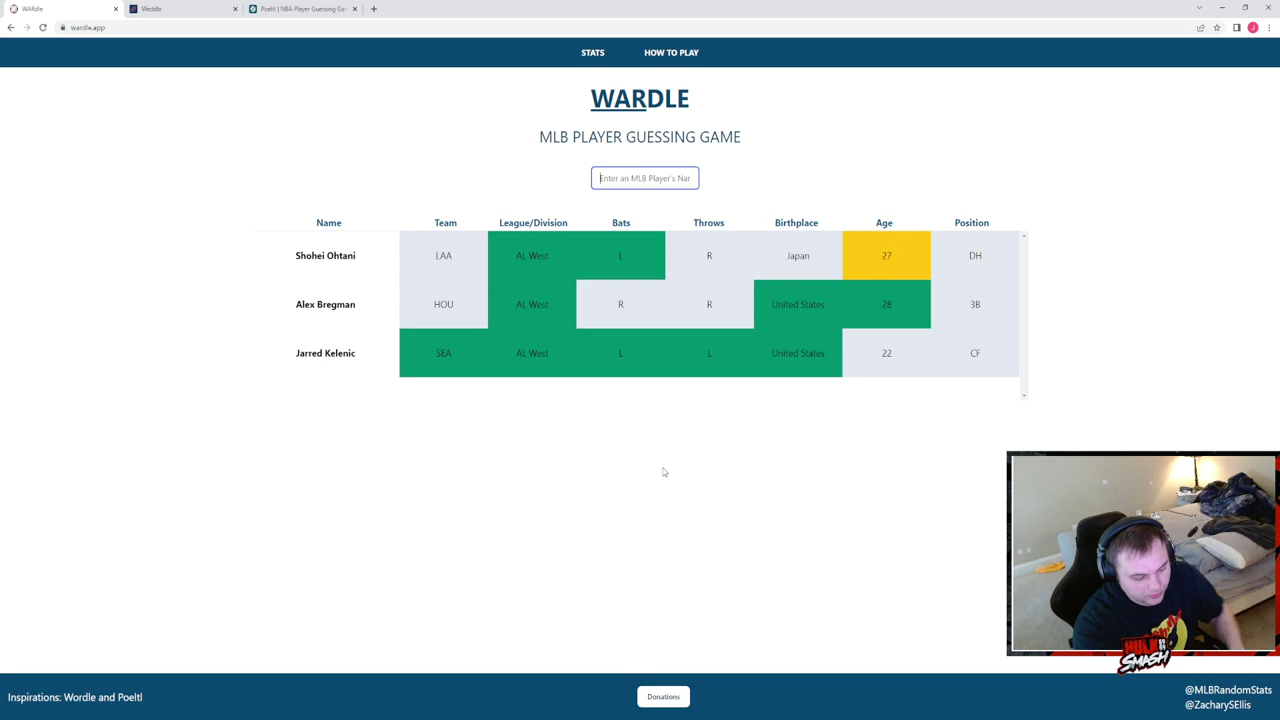 WARdle
Weddle
Poeltl | NBA Player Guessing Ga
wardle.app
J
STATS HOW TO PLAY
WARDLE
MLB PLAYER GUESSING GAME
Enter an MLB Player's Nar
Name Team League/Division Bats Throws Birthplace Age Position
Shohei Ohtani LAA AL West L R Japan 27 DH
Alex Bregman HOU AL West R R United States 28 3B
Jarred Kelenic SEA AL West L L United States 22 CF
HULK
SMASH
Inspirations: Wordle and Poeltl
Donations
@MLBRandomStats
@ZacharySEllis